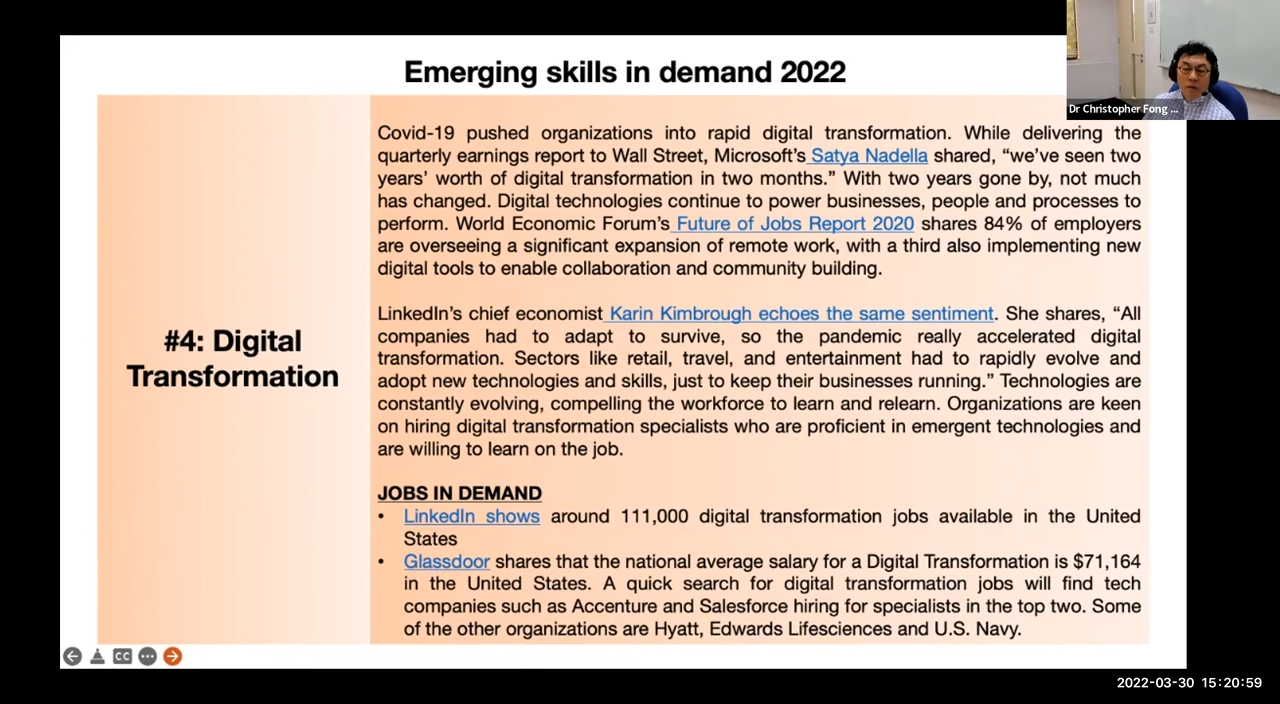 Emerging skills in demand 2022
Dr Christopher Fong ...
#4: Digital
Transformation
Covid-19 pushed organizations into rapid digital transformation. While delivering the
quarterly earnings report to Wall Street, Microsoft's Satya Nadella shared, “we've seen two
years' worth of digital transformation in two months.” With two years gone by, not much
has changed. Digital technologies continue to power businesses, people and processes to
perform. World Economic Forum's Future of Jobs Report 2020 shares 84% of employers
are overseeing a significant expansion of remote work, with a third also implementing new
digital tools to enable collaboration and community building.
LinkedIn's chief economist Karin Kimbrough echoes the same sentiment. She shares, “All
companies had to adapt to survive, so the pandemic really accelerated digital
transformation. Sectors like retail, travel, and entertainment had to rapidly evolve and
adopt new technologies and skills, just to keep their businesses running.” Technologies are
constantly evolving, compelling the workforce to learn and relearn. Organizations are keen
on hiring digital transformation specialists who are proficient in emergent technologies and
are willing to learn on the job.
JOBS IN DEMAND
• LinkedIn shows around 111,000 digital transformation jobs available in the United
States
• Glassdoor shares that the national average salary for a Digital Transformation is $71,164
in the United States. A quick search for digital transformation jobs will find tech
companies such as Accenture and Salesforce hiring for specialists in the top two. Some
of the other organizations are Hyatt, Edwards Lifesciences and U.S. Navy.
CC
2022-03-30 15:20:59